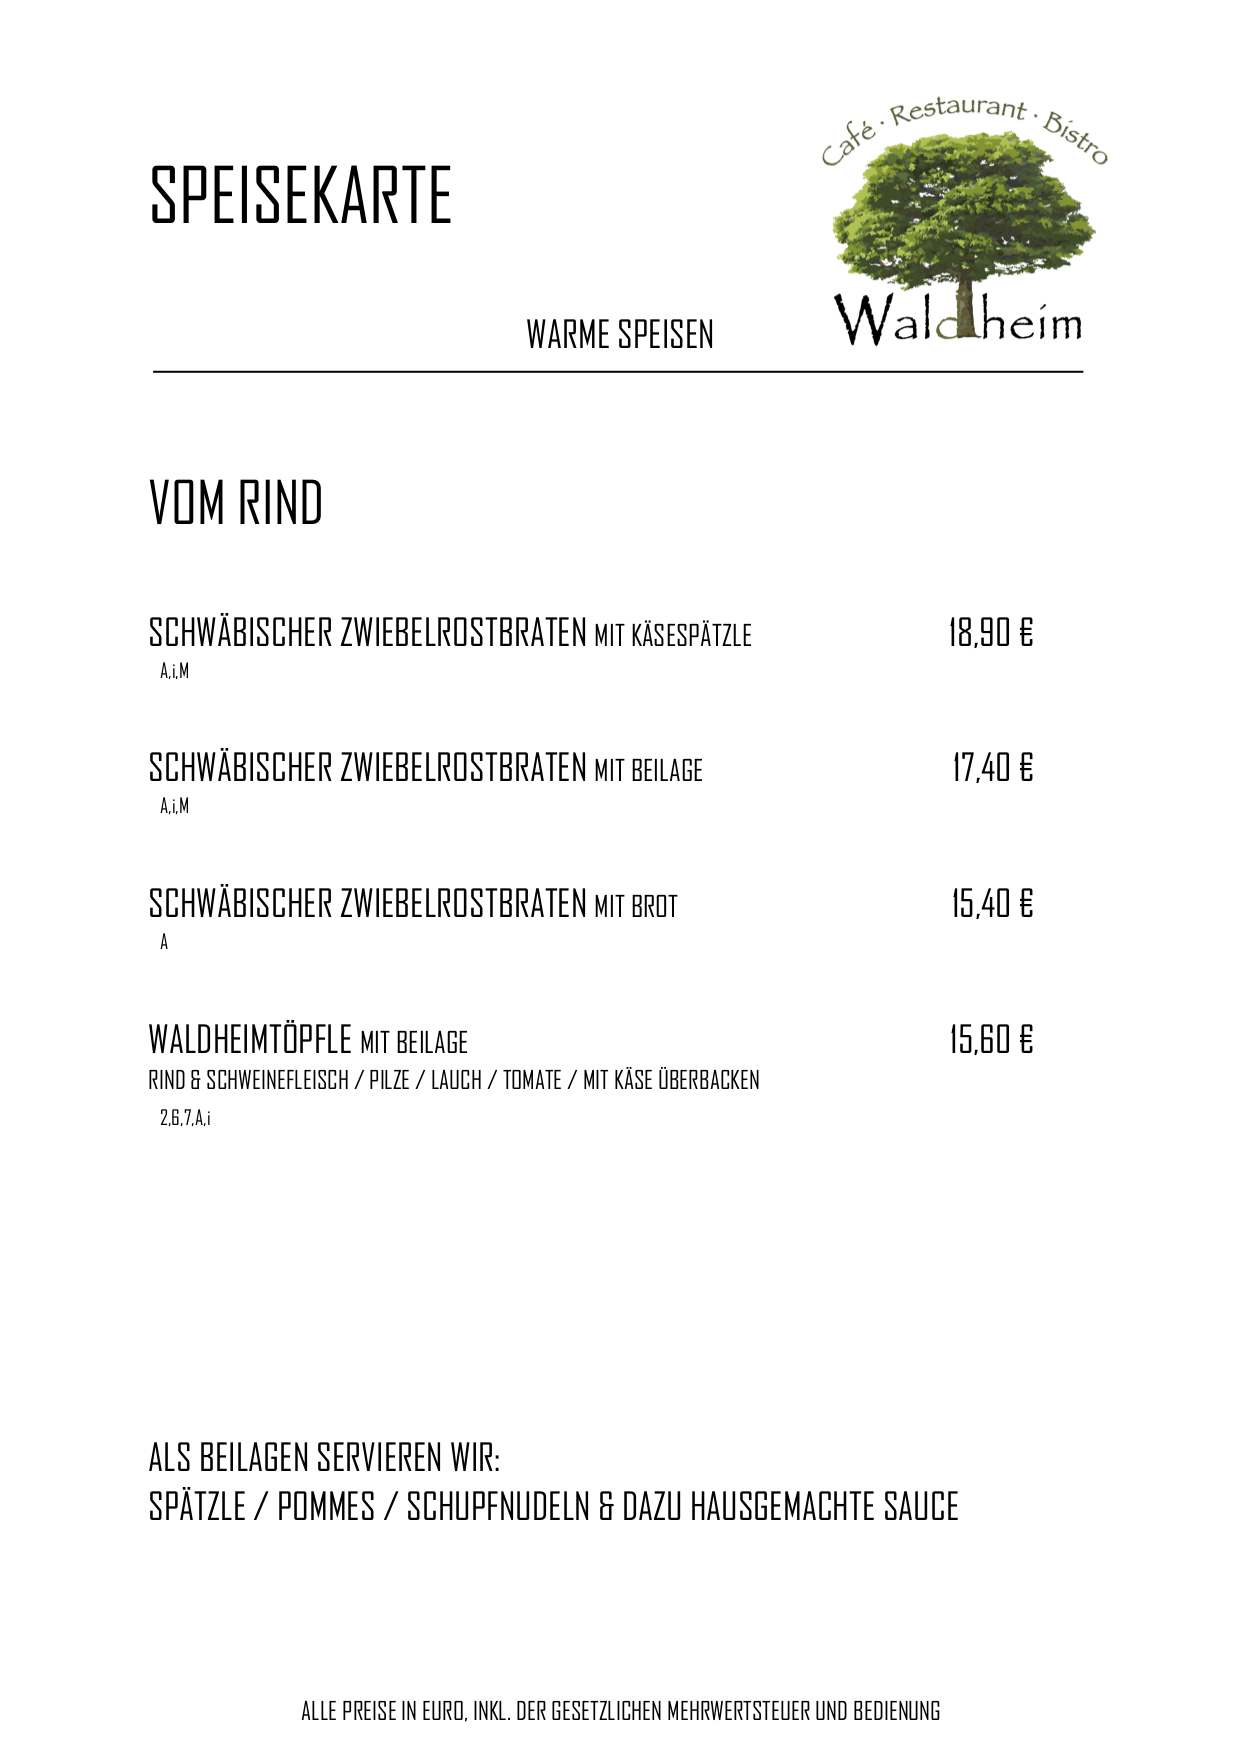 Café · Restaurant · Bistro
SPEISEKARTE
Waldheim
WARME SPEISEN
VOM RIND
SCHWÄBISCHER ZWIEBELROSTBRATEN MIT KÄSESPÄTZLE 18,90 €
A,i,M
SCHWÄBISCHER ZWIEBELROSTBRATEN MIT BEILAGE 17,40 €
A,i,M
SCHWÄBISCHER ZWIEBELROSTBRATEN MIT BROT 15,40 €
A
WALDHEIMTÖPFLE MIT BEILAGE 15,60 €
RIND & SCHWEINEFLEISCH / PILZE / LAUCH / TOMATE / MIT KÄSE ÜBERBACKEN
2,6,7,A,i
ALS BEILAGEN SERVIEREN WIR:
SPÄTZLE / POMMES / SCHUPFNUDELN & DAZU HAUSGEMACHTE SAUCE
ALLE PREISE IN EURO, INKL. DER GESETZLICHEN MEHRWERTSTEUER UND BEDIENUNG